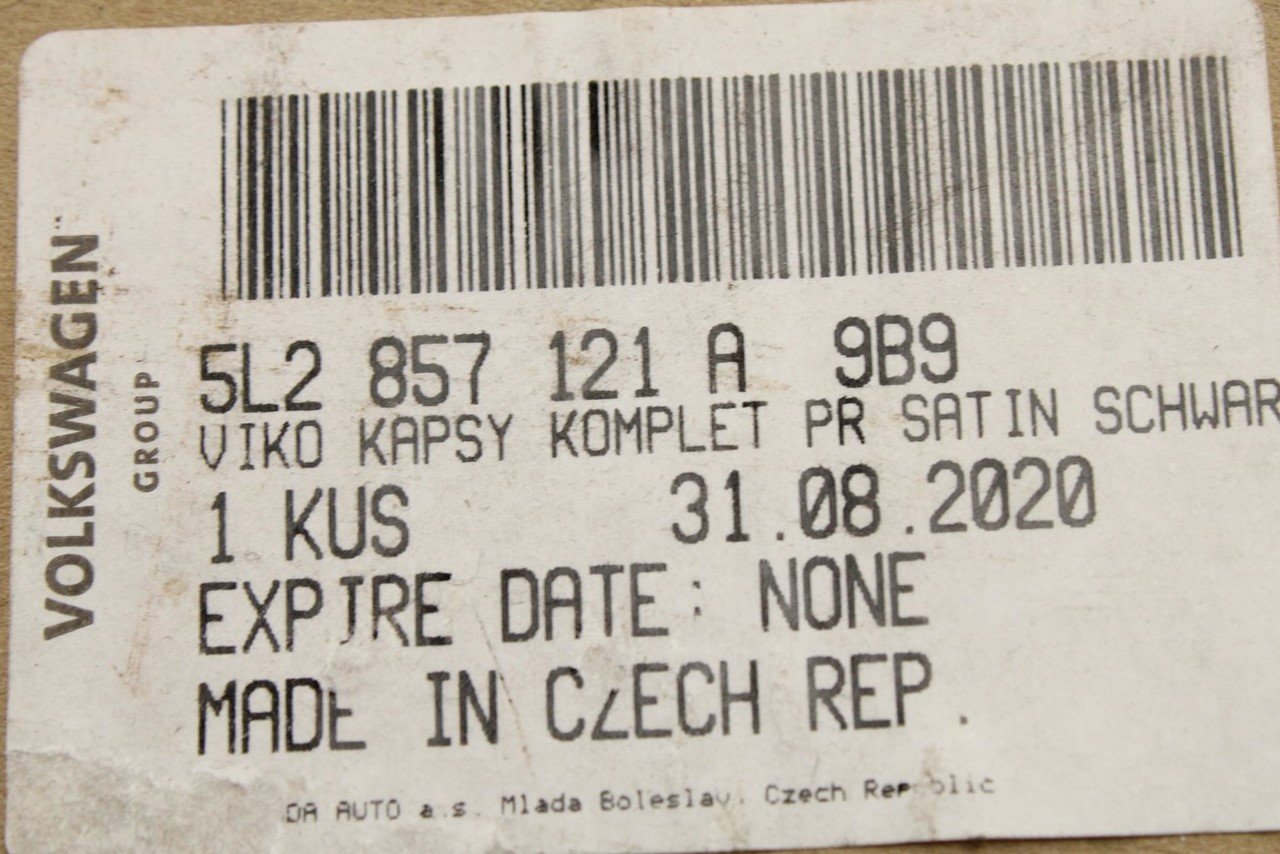 VOLKSWAGEN
GROUP
5L2 857 121 A 9B9
VIKO KAPSY KOMPLET PR SATIN SCHWAR
1 KUS 31.08.2020
EXPIRE DATE: NONE
MADE IN CZECH REP.
DA AUTO a.s. Mlada Boleslav, Czech Republic